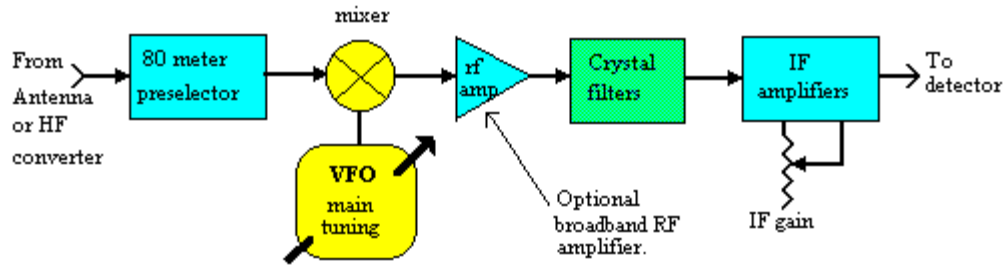 mixer
From
Antenna
or HF
converter
80 meter
preselector
rf
amp
Crystal
filters
IF
amplifiers
To
detector
VFO
main
tuning
Optional
broadband RF
amplifier.
IF gain